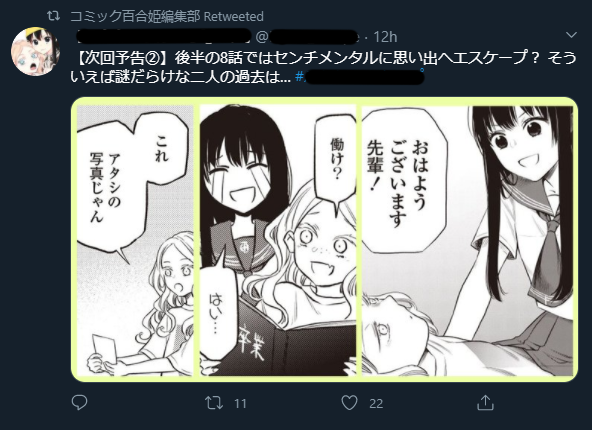 コミック百合姫編集部 Retweeted
@ · 12h
【次回予告②】後半の8話ではセンチメンタルに思い出へエスケープ？ そう
いえば謎だらけな二人の過去は... #
おはよう
ございます
先輩！
働け？
はい…
卒業
これ
アタシの
写真じゃん
11
22